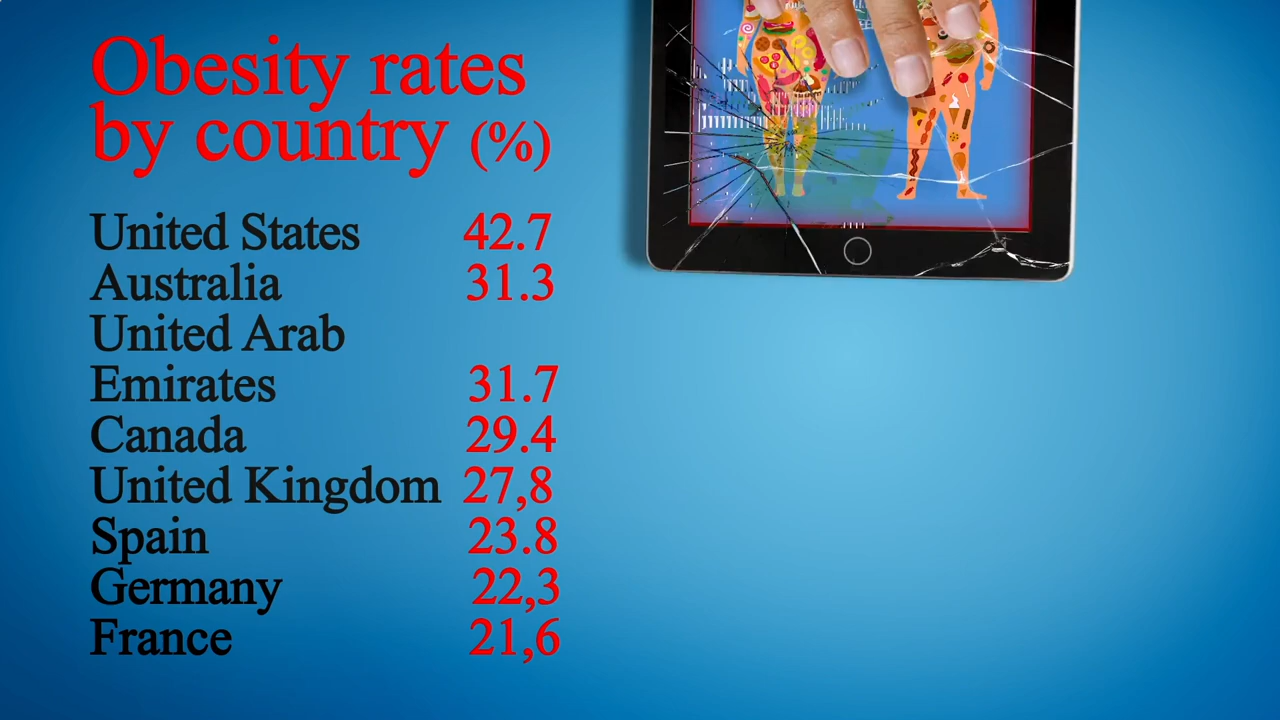 Obesity rates
by country (%)
United States 42.7
Australia 31.3
United Arab
Emirates 31.7
Canada 29.4
United Kingdom 27,8
Spain 23.8
Germany 22,3
France 21,6